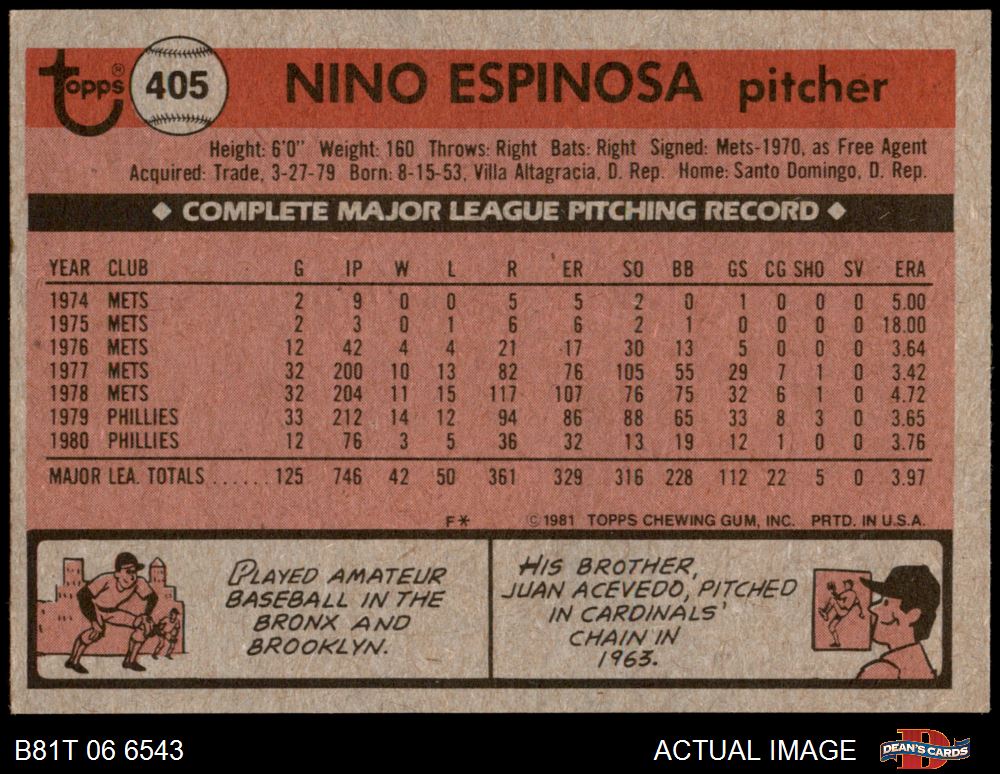 topps® 405 NINO ESPINOSA pitcher
Height: 6'0" Weight: 160 Throws: Right Bats: Right Signed: Mets-1970, as Free Agent
Acquired: Trade, 3-27-79 Born: 8-15-53, Villa Altagracia, D. Rep. Home: Santo Domingo, D. Rep.
◆ COMPLETE MAJOR LEAGUE PITCHING RECORD ◆
YEAR CLUB G IP W L R ER SO BB GS CG SHO SV ERA
1974 METS 2 9 0 0 5 5 2 0 1 0 0 0 5.00
1975 METS 2 3 0 1 6 6 2 1 0 0 0 0 18.00
1976 METS 12 42 4 4 21 17 30 13 5 0 0 0 3.64
1977 METS 32 200 10 13 82 76 105 55 29 7 1 0 3.42
1978 METS 32 204 11 15 117 107 76 75 32 6 1 0 4.72
1979 PHILLIES 33 212 14 12 94 86 88 65 33 8 3 0 3.65
1980 PHILLIES 12 76 3 5 36 32 13 19 12 1 0 0 3.76
MAJOR LEA. TOTALS ...... 125 746 42 50 361 329 316 228 112 22 5 0 3.97
F* © 1981 TOPPS CHEWING GUM, INC. PRTD. IN U.S.A.
PLAYED AMATEUR
BASEBALL IN THE
BRONX AND
BROOKLYN.
HIS BROTHER,
JUAN ACEVEDO, PITCHED
IN CARDINALS'
CHAIN IN
1963.
B81T 06 6543 ACTUAL IMAGE DEAN'S CARDS